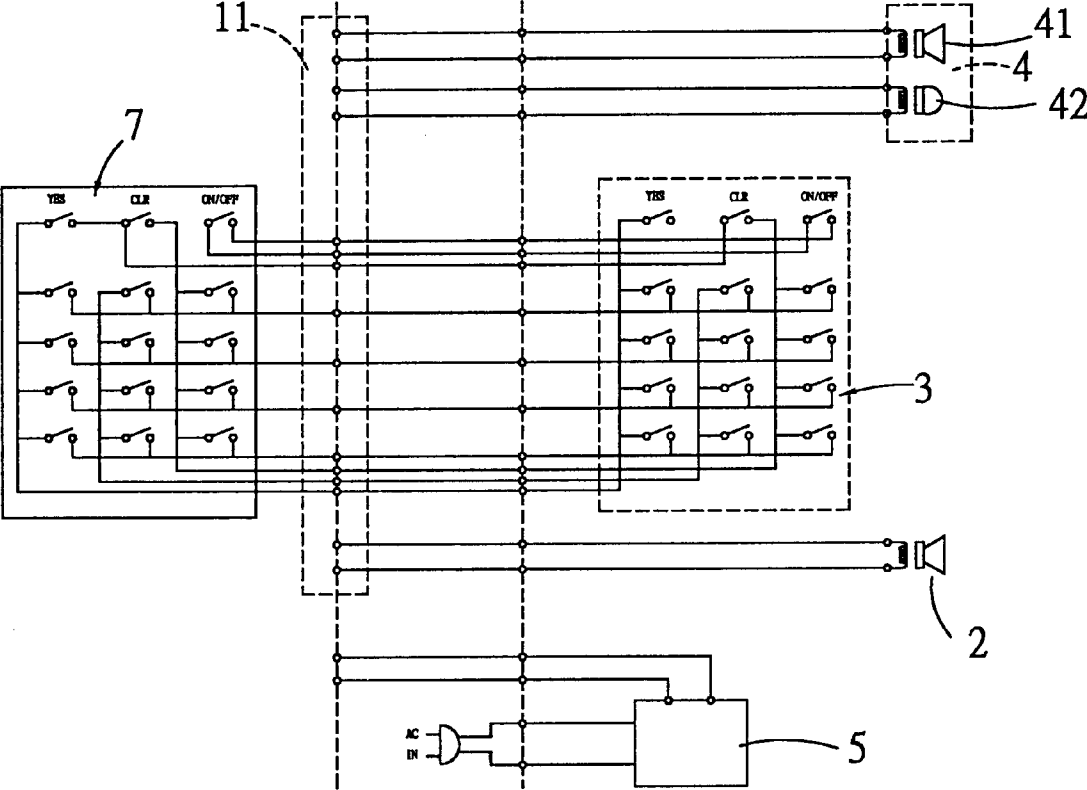 11
41
4
42
7
YES CLR ON/OFF
YES CLR ON/OFF
3
2
AC
IN
5